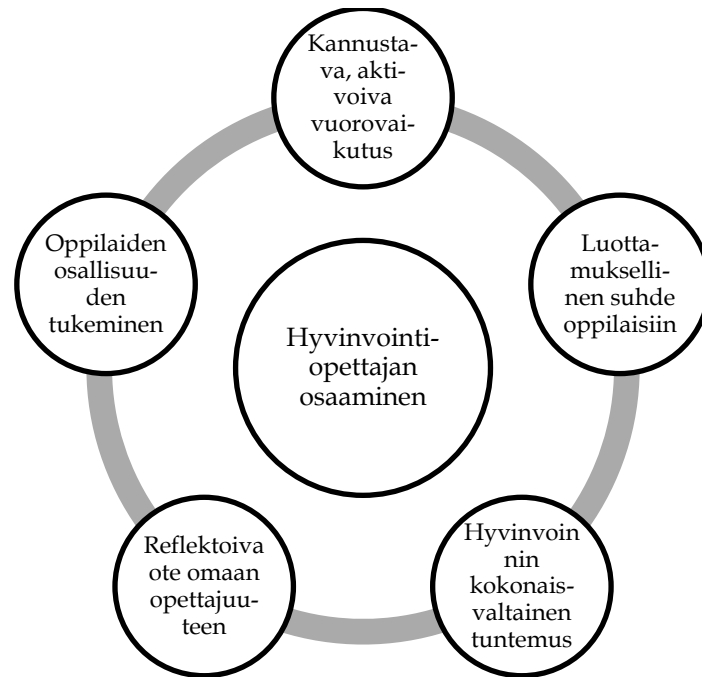 Kannusta-
va, akti-
voiva
vuorovai-
kutus
Oppilaiden
osallisuu-
den
tukeminen
Luotta-
mukselli-
nen suhde
oppilaisiin
Hyvinvointi-
opettajan
osaaminen
Reflektoiva
ote omaan
opettajuu-
teen
Hyvinvoin
nin
kokonais-
valtainen
tuntemus